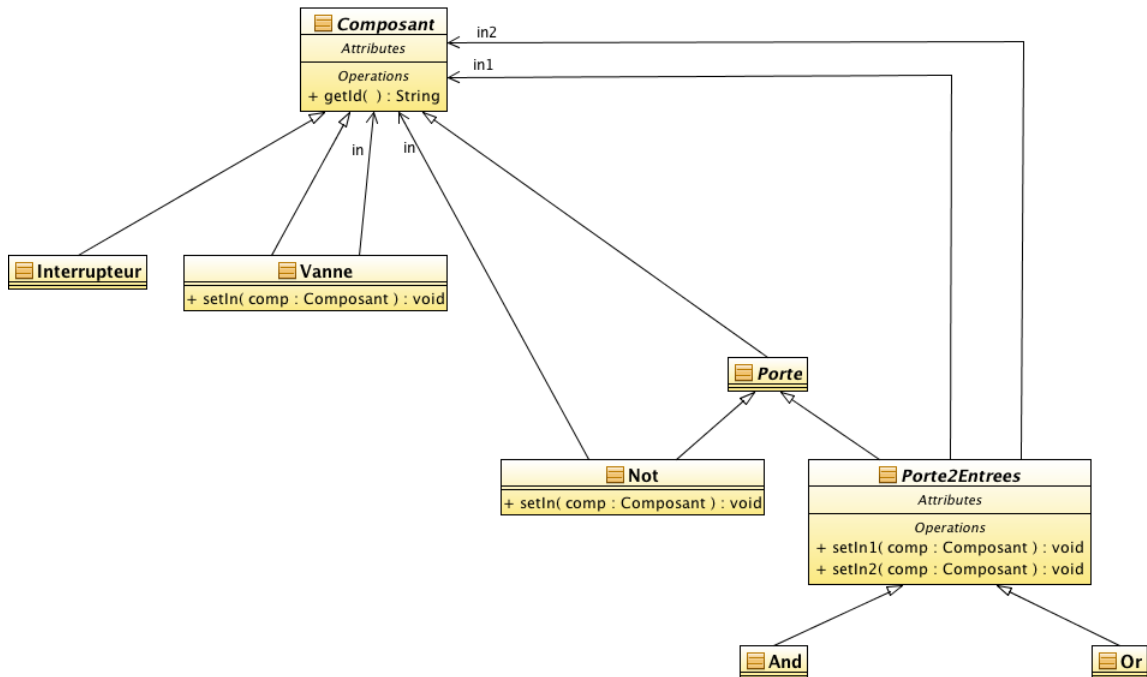 Composant
Attributes
Operations
+ getId( ) : String
in2
in1
in
in
Interrupteur
Vanne
+ setIn( comp : Composant ) : void
Porte
Not
+ setIn( comp : Composant ) : void
Porte2Entrees
Attributes
Operations
+ setIn1( comp : Composant ) : void
+ setIn2( comp : Composant ) : void
And
Or